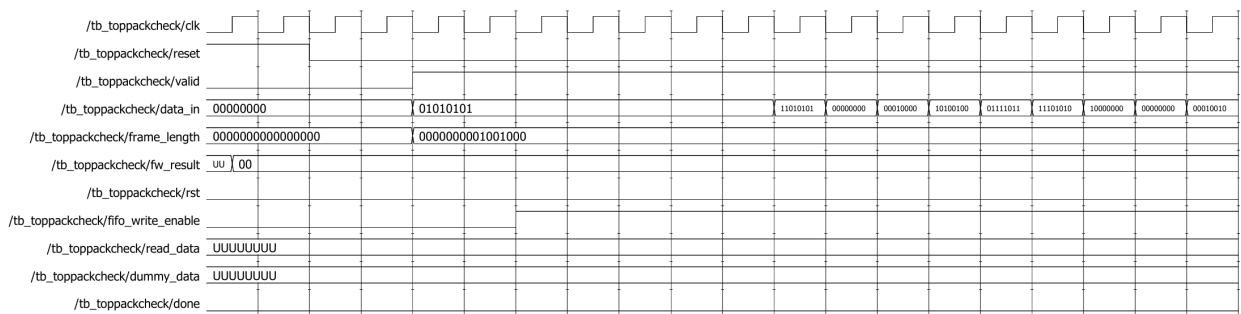 /tb_toppackcheck/clk
/tb_toppackcheck/reset
/tb_toppackcheck/valid
/tb_toppackcheck/data_in 00000000 01010101 11010101 00000000 00010000 10100100 01111011 11101010 10000000 00000000 00010010
/tb_toppackcheck/frame_length 0000000000000000 0000000001001000
/tb_toppackcheck/fw_result UU 00
/tb_toppackcheck/rst
/tb_toppackcheck/fifo_write_enable
/tb_toppackcheck/read_data UUUUUUUU
/tb_toppackcheck/dummy_data UUUUUUUU
/tb_toppackcheck/done